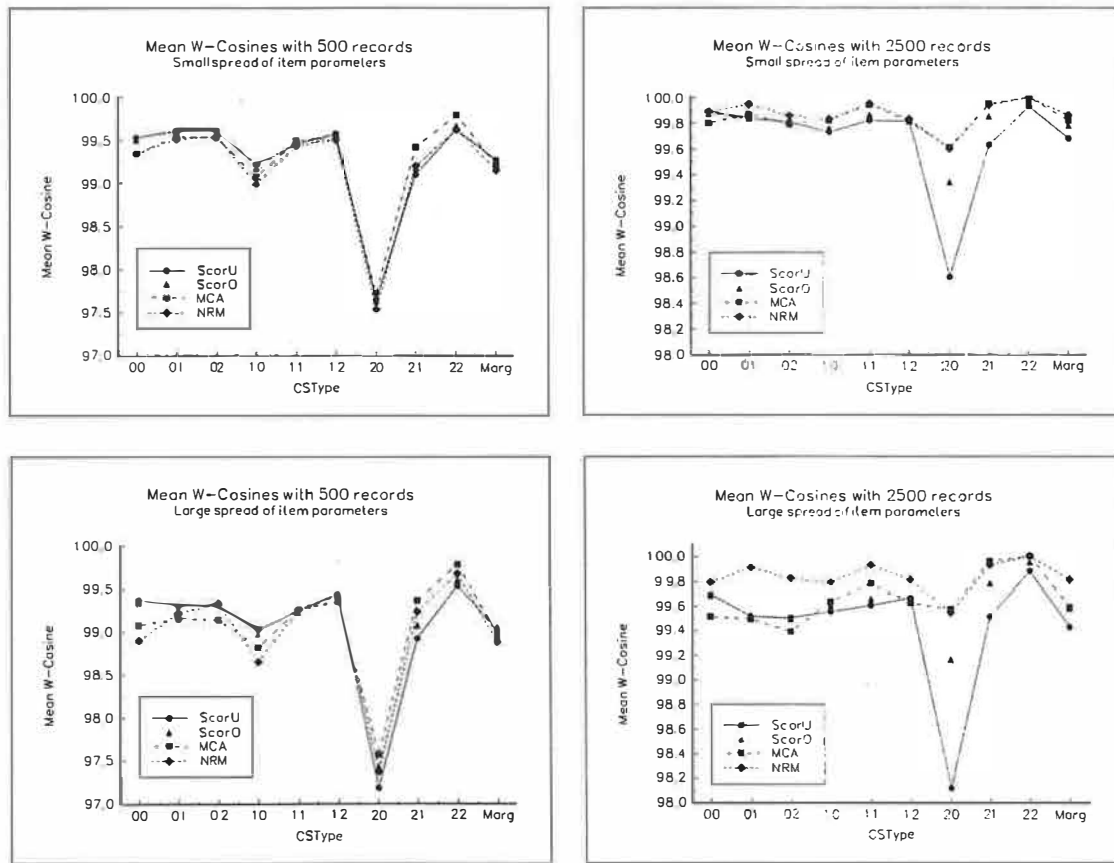 Mean W-Cosines with 500 records
Small spread of item parameters
Mean W-Cosine
100.0
99.5
99.0
98.5
98.0
97.5
97.0
ScorU
ScorO
MCA
NRM
00 01 02 10 11 12 20 21 22 Marg
CSType
Mean W-Cosines with 2500 records
Small spread of item parameters
Mean W-Cosine
100.0
99.8
99.6
99.4
99.2
99.0
98.8
98.6
98.4
98.2
98.0
ScorU
ScorO
MCA
NRM
00 01 02 10 11 12 20 21 22 Marg
CSType
Mean W-Cosines with 500 records
Large spread of item parameters
Mean W-Cosine
100.0
99.5
99.0
98.5
98.0
97.5
97.0
ScorU
ScorO
MCA
NRM
00 01 02 10 11 12 20 21 22 Marg
CSType
Mean W-Cosines with 2500 records
Large spread of item parameters
Mean W-Cosine
100.0
99.8
99.6
99.4
99.2
99.0
98.8
98.6
98.4
98.2
98.0
ScorU
ScorO
MCA
NRM
00 01 02 10 11 12 20 21 22 Marg
CSType